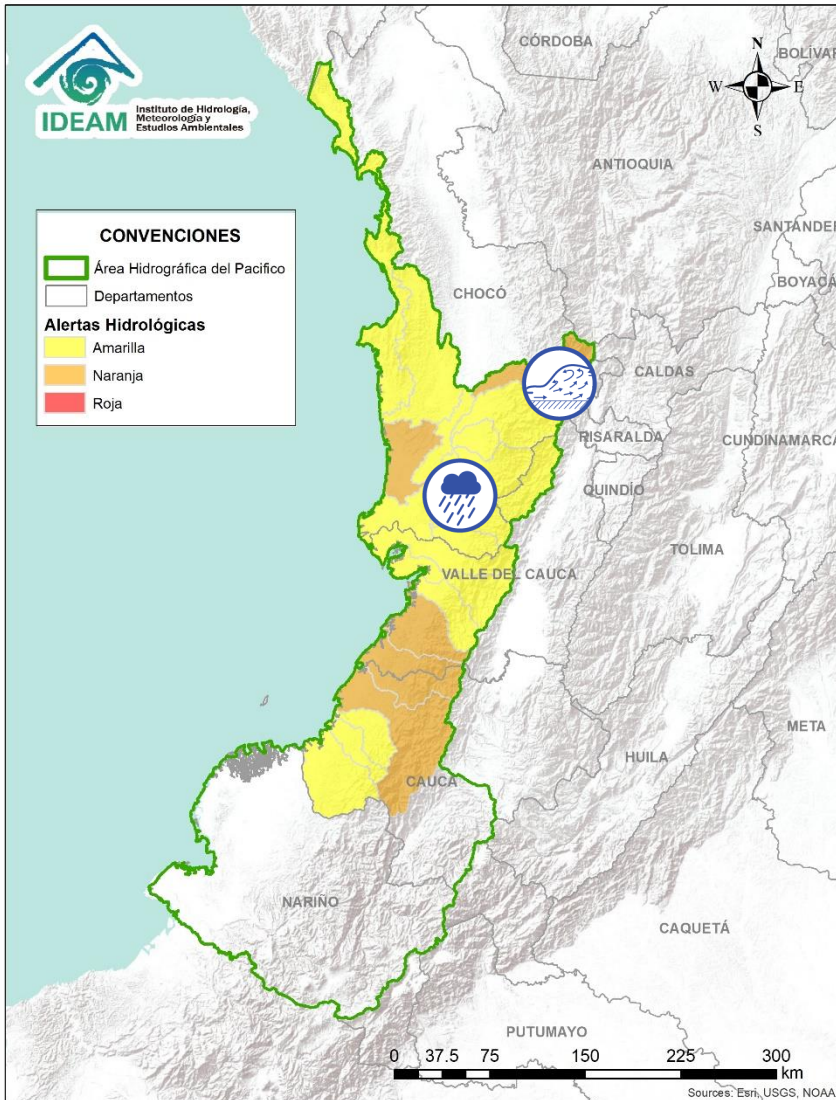 CÓRDOBA
BOLÍVAR
N
W
E
S
IDEAM
Instituto de Hidrología,
Meteorología y
Estudios Ambientales
ANTIOQUIA
SANTANDER
CONVENCIONES
Área Hidrográfica del Pacifico
Departamentos
Alertas Hidrológicas
Amarilla
Naranja
Roja
BOYACÁ
CHOCÓ
CALDAS
RISARALDA
CUNDINAMARCA
QUINDÍO
TOLIMA
VALLE DEL CAUCA
META
HUILA
CAUCA
NARIÑO
CAQUETÁ
PUTUMAYO
0 37.5 75 150 225 300
km
Sources: Esri, USGS, NOAA